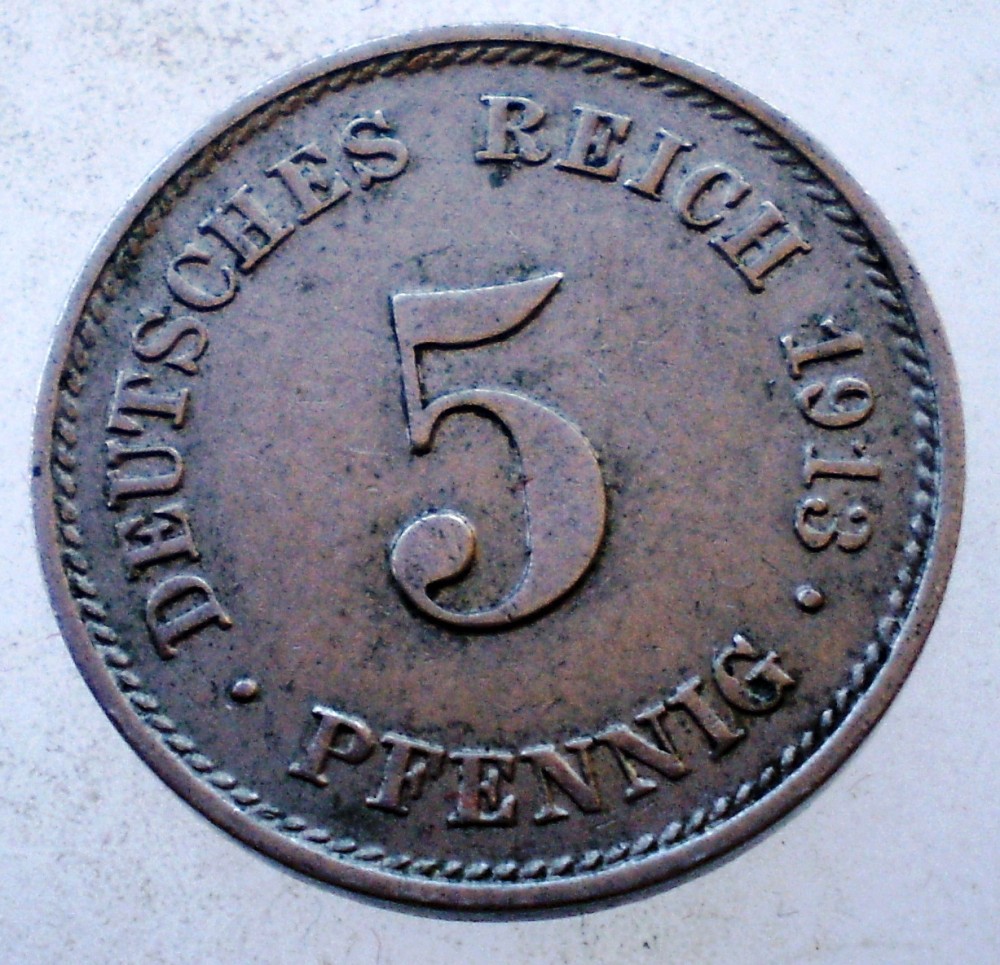 DEUTSCHES REICH 1913
5
· PFENNIG ·